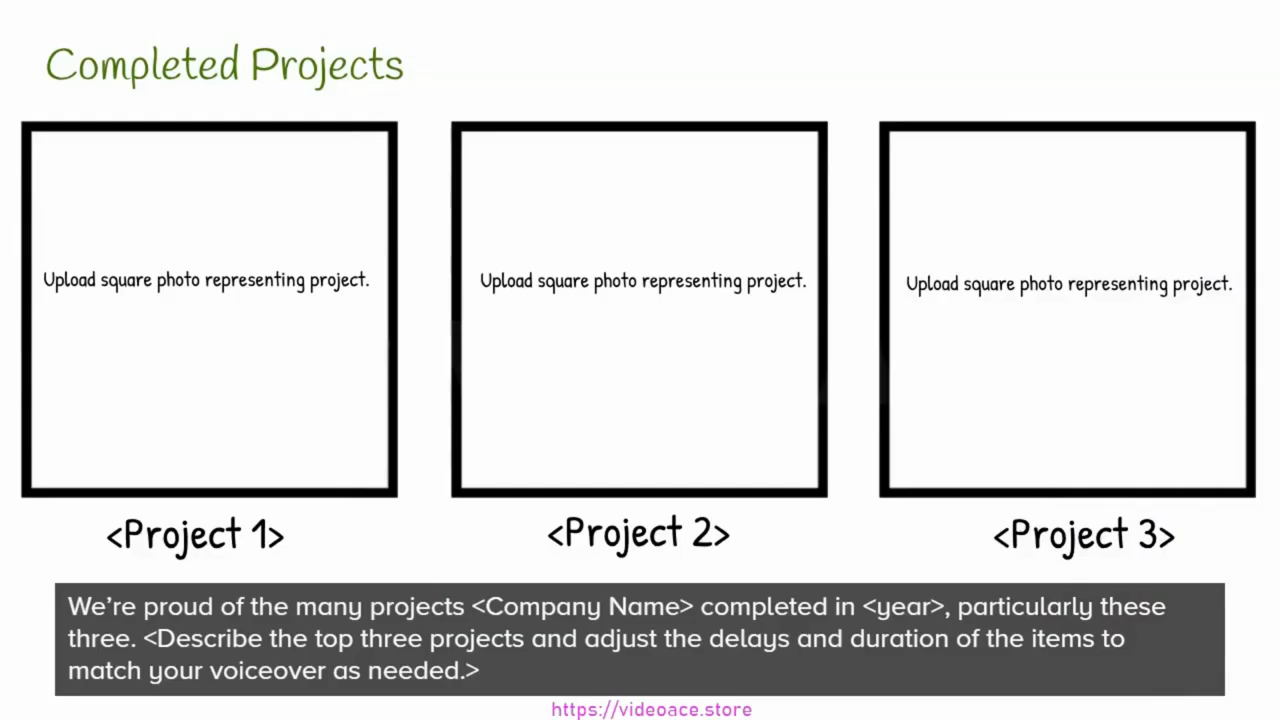 Completed Projects
Upload square photo representing project.
Upload square photo representing project.
Upload square photo representing project.
<Project 1>
<Project 2>
<Project 3>
We’re proud of the many projects <Company Name> completed in <year>, particularly these
three. <Describe the top three projects and adjust the delays and duration of the items to
match your voiceover as needed.>
https://videoace.store